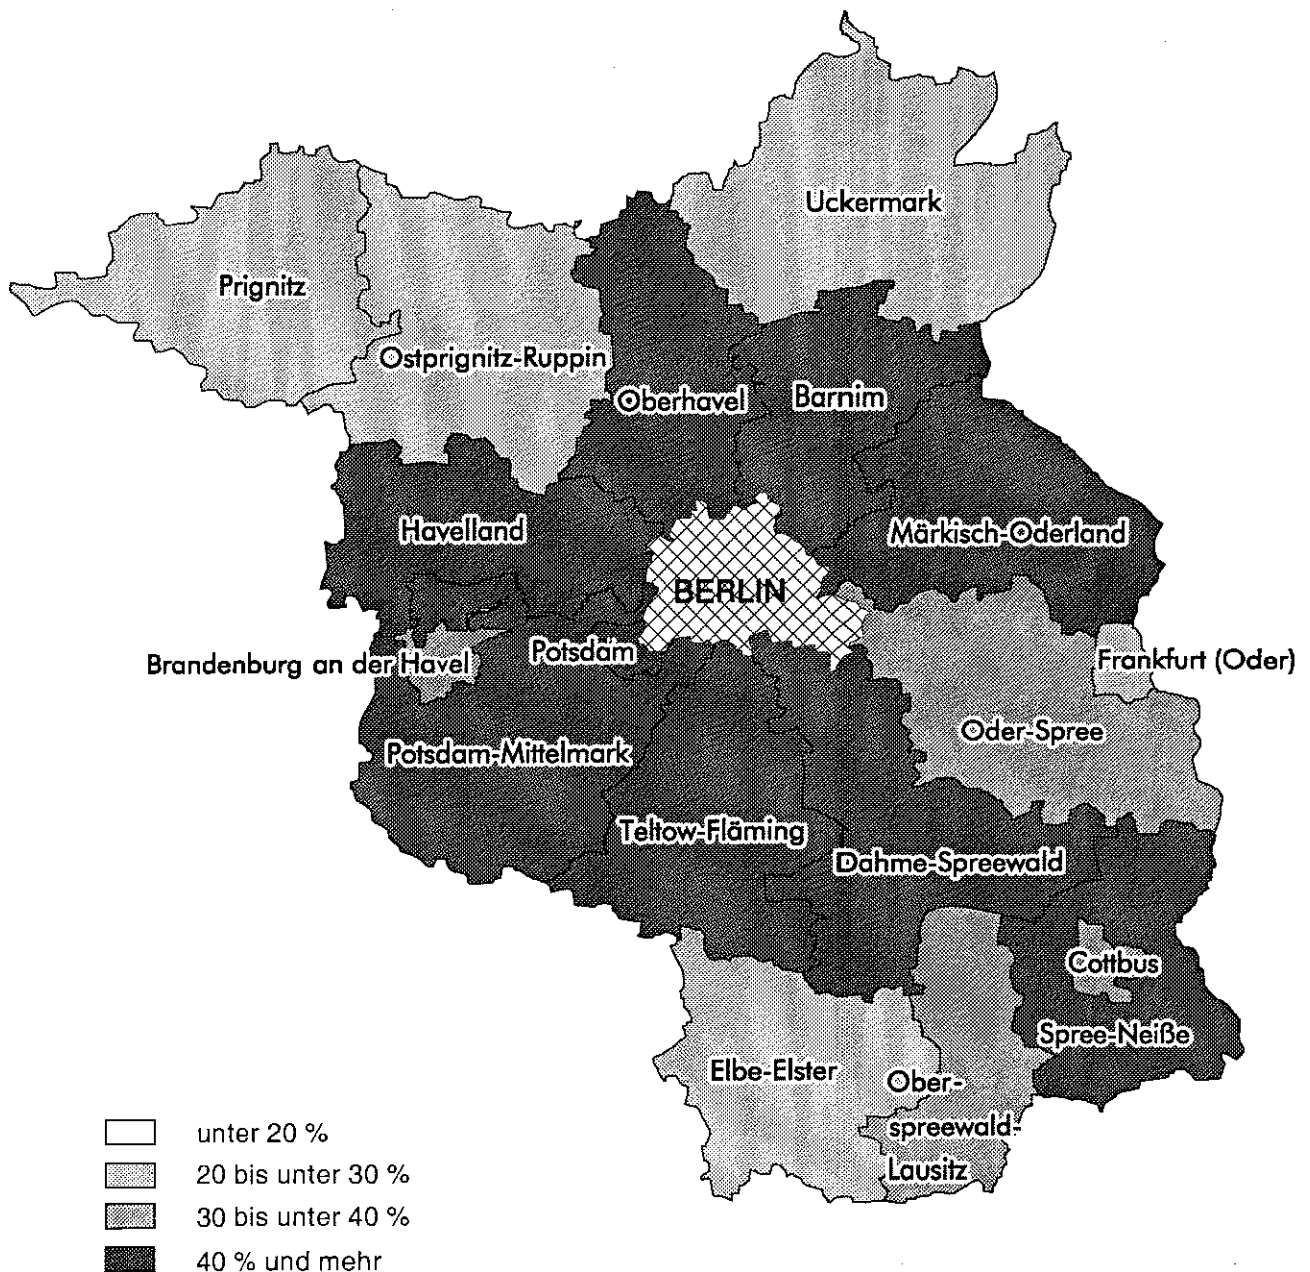 Uckermark
Prignitz
Ostprignitz-Ruppin
Oberhavel
Barnim
Havelland
Märkisch-Oderland
BERLIN
Potsdam
Brandenburg an der Havel
Frankfurt (Oder)
Oder-Spree
Potsdam-Mittelmark
Teltow-Fläming
Dahme-Spreewald
Cottbus
Spree-Neiße
Elbe-Elster
Ober-
spreewald-
Lausitz
unter 20 %
20 bis unter 30 %
30 bis unter 40 %
40 % und mehr